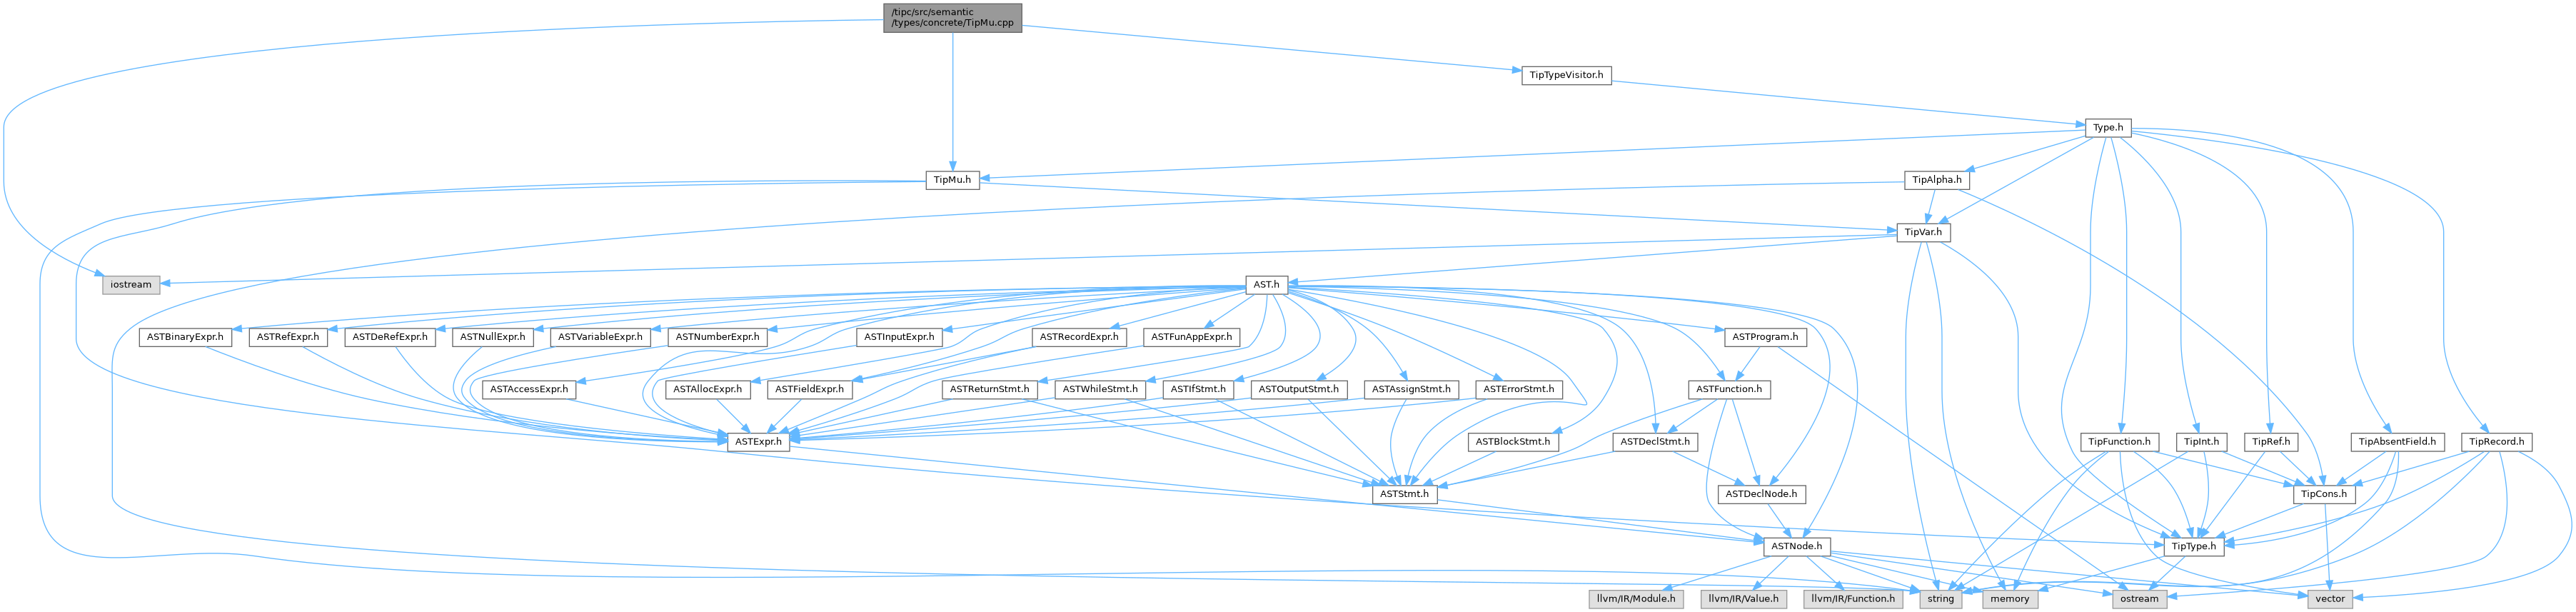 /tipc/src/semantic
/types/concrete/TipMu.cpp
TipTypeVisitor.h
Type.h
TipMu.h
TipAlpha.h
TipVar.h
iostream
AST.h
ASTBinaryExpr.h
ASTRefExpr.h
ASTDeRefExpr.h
ASTNullExpr.h
ASTVariableExpr.h
ASTNumberExpr.h
ASTInputExpr.h
ASTRecordExpr.h
ASTFunAppExpr.h
ASTProgram.h
ASTAccessExpr.h
ASTAllocExpr.h
ASTFieldExpr.h
ASTReturnStmt.h
ASTWhileStmt.h
ASTIfStmt.h
ASTOutputStmt.h
ASTAssignStmt.h
ASTErrorStmt.h
ASTFunction.h
ASTExpr.h
ASTBlockStmt.h
ASTDeclStmt.h
TipFunction.h
TipInt.h
TipRef.h
TipAbsentField.h
TipRecord.h
ASTStmt.h
ASTDeclNode.h
TipCons.h
ASTNode.h
TipType.h
llvm/IR/Module.h
llvm/IR/Value.h
llvm/IR/Function.h
string
memory
ostream
vector